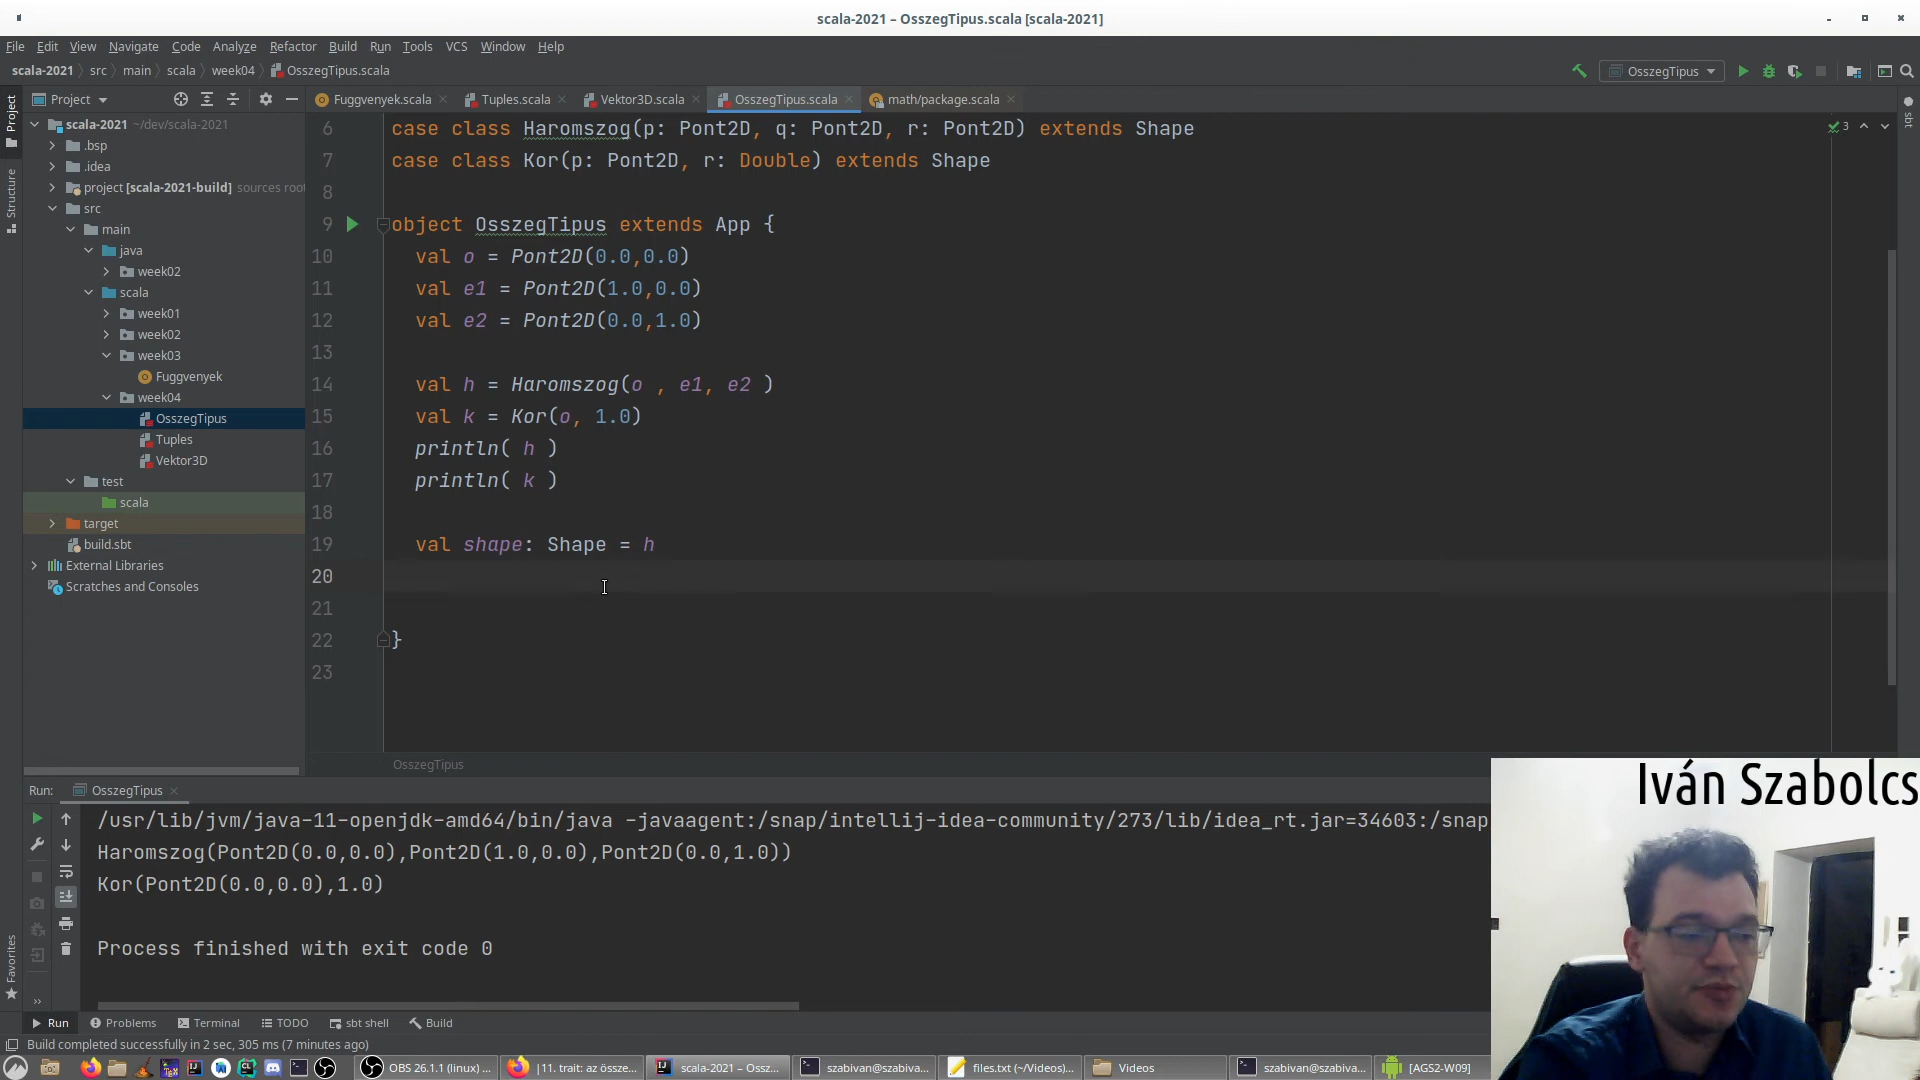 scala-2021 – OsszegTipus.scala [scala-2021]
File Edit View Navigate Code Analyze Refactor Build Run Tools VCS Window Help
scala-2021 src main scala week04 OsszegTipus.scala
OsszegTipus
Project
Fuggvenyek.scala
Tuples.scala
Vektor3D.scala
OsszegTipus.scala
math/package.scala
Project
Structure
Favorites
sbt
scala-2021 ~/dev/scala-2021
.bsp
.idea
project [scala-2021-build] sources root
src
main
java
week02
scala
week01
week02
week03
Fuggvenyek
week04
OsszegTipus
Tuples
Vektor3D
test
scala
target
build.sbt
External Libraries
Scratches and Consoles
3
6 case class Haromszog(p: Pont2D, q: Pont2D, r: Pont2D) extends Shape
7 case class Kor(p: Pont2D, r: Double) extends Shape
8
9 object OsszegTipus extends App {
10 val o = Pont2D(0.0,0.0)
11 val e1 = Pont2D(1.0,0.0)
12 val e2 = Pont2D(0.0,1.0)
13
14 val h = Haromszog(o , e1, e2 )
15 val k = Kor(o, 1.0)
16 println( h )
17 println( k )
18
19 val shape: Shape = h
20
21
22 }
23
OsszegTipus
Run: OsszegTipus
/usr/lib/jvm/java-11-openjdk-amd64/bin/java -javaagent:/snap/intellij-idea-community/273/lib/idea_rt.jar=34603:/snap
Haromszog(Pont2D(0.0,0.0),Pont2D(1.0,0.0),Pont2D(0.0,1.0))
Kor(Pont2D(0.0,0.0),1.0)
Process finished with exit code 0
Iván Szabolcs
Run Problems Terminal TODO sbt shell Build
Build completed successfully in 2 sec, 305 ms (7 minutes ago)
OBS 26.1.1 (linux) ...
|11. trait: az össze...
scala-2021 – Ossz...
szabivan@szabiva...
files.txt (~/Videos)...
Videos
szabivan@szabiva...
[AGS2-W09]